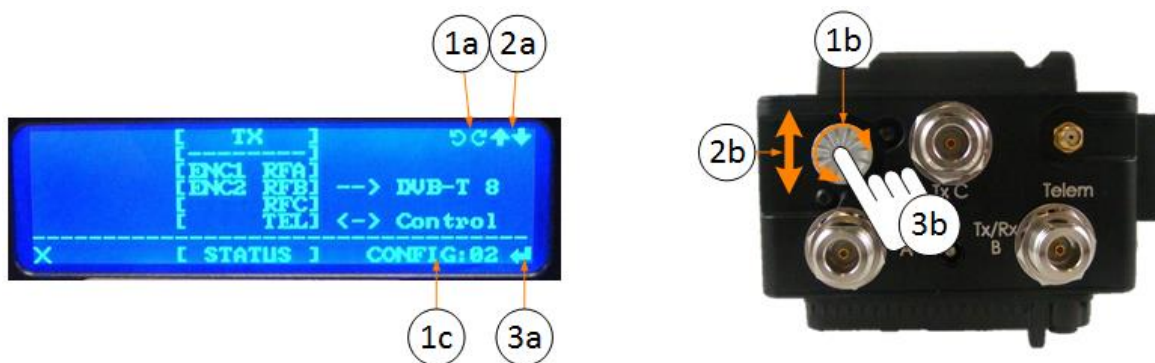 1a 2a
[ TX ]
[--------]
[ENC1 RFA]
[ENC2 RFB] --> DVB-T 8
[ RFC]
[ TEL] <-> Control
X [ STATUS ] CONFIG:02
1c 3a
1b
2b
3b
Tx C
Telem
A
Tx/Rx
B